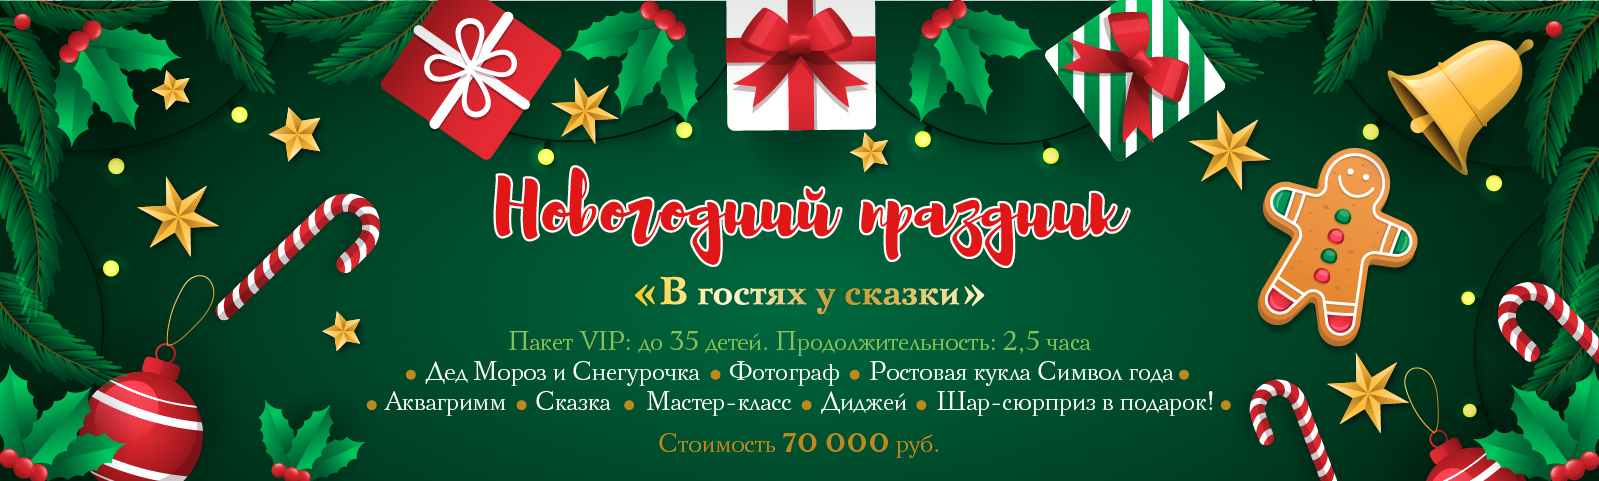 Новогодний праздник
«В гостях у сказки»
Пакет VIP: до 35 детей. Продолжительность: 2,5 часа
• Дед Мороз и Снегурочка • Фотограф • Ростовая кукла Символ года •
• Аквагримм • Сказка • Мастер-класс • Диджей • Шар-сюрприз в подарок! •
Стоимость 70 000 руб.